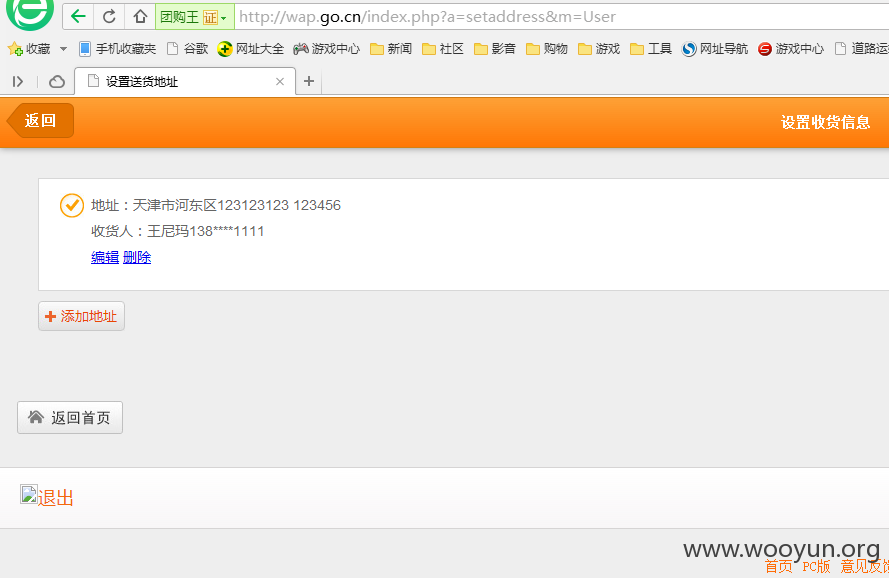 团购王 证 http://wap.go.cn/index.php?a=setaddress&m=User
收藏 手机收藏夹 谷歌 网址大全 游戏中心 新闻 社区 影音 购物 游戏 工具 网址导航 游戏中心 道路运
设置送货地址
返回 设置收货信息
地址：天津市河东区123123123 123456
收货人：王尼玛138****1111
编辑 删除
添加地址
返回首页
退出
www.wooyun.org
首页 PC版 意见反馈